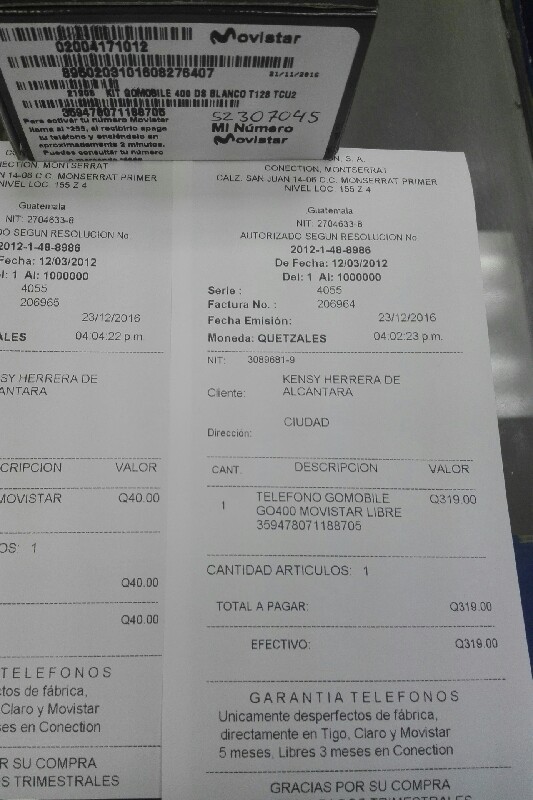 Movistar
02004171012
8950203101608276407
21/11/2016
21906 KIT GOMOBILE 400 DS BLANCO T128 TCU2
359478071188705
52307045
Para activar tu número Movistar
llama al *255, al recibirlo apaga
tu teléfono y enciéndelo en
aproximadamente 2 minutos.
Puedes consultar tu número
Mi Número
Movistar
CONECTION, MONTSERRAT
N 14-06 C.C. MONSERRAT PRIMER
NIVEL LOC. 155 Z 4
Guatemala
NIT: 2704633-8
DO SEGUN RESOLUCION No
2012-1-48-8986
Fecha: 12/03/2012
el: 1 Al: 1000000
4055
206965
23/12/2016
ALES 04:04:22 p.m
SY HERRERA DE
CANTARA
CRIPCION VALOR
MOVISTAR Q40.00
OS: 1
Q40.00
Q40.00
TELEFONOS
ctos de fábrica,
Claro y Movistar
ses en Conection
R SU COMPRA
OS TRIMESTRALES
N, S. A.
CONECTION, MONTSERRAT
CALZ. SAN JUAN 14-06 C.C. MONSERRAT PRIMER
NIVEL LOC. 155 Z 4
Guatemala
NIT: 2704633-8
AUTORIZADO SEGUN RESOLUCION No
2012-1-48-8986
De Fecha: 12/03/2012
Del: 1 Al: 1000000
Serie : 4055
Factura No. : 206964
Fecha Emisión: 23/12/2016
Moneda: QUETZALES 04:02:23 p.m.
NIT: 3089681-9
Cliente: KENSY HERRERA DE
ALCANTARA
Dirección: CIUDAD
CANT. DESCRIPCION VALOR
1 TELEFONO GOMOBILE Q319.00
GO400 MOVISTAR LIBRE
359478071188705
CANTIDAD ARTICULOS: 1
TOTAL A PAGAR: Q319.00
EFECTIVO: Q319.00
GARANTIA TELEFONOS
Unicamente desperfectos de fábrica,
directamente en Tigo, Claro y Movistar
5 meses, Libres 3 meses en Conection
GRACIAS POR SU COMPRA